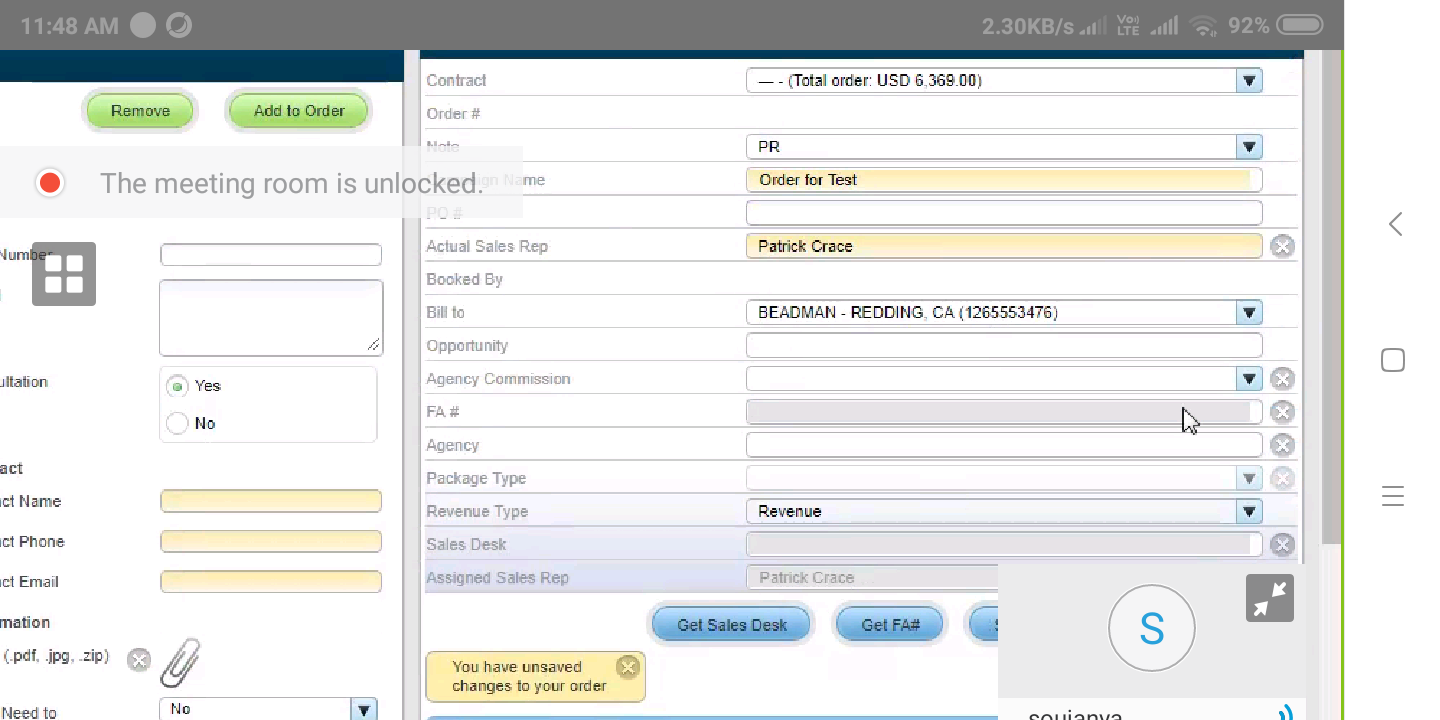 11:48 AM
2.30KB/s Vo) LTE 92%
Remove Add to Order
The meeting room is unlocked.
Number
ultation
Yes
No
act
act Name
act Phone
act Email
mation
(.pdf, .jpg, .zip)
Need to No
Contract — - (Total order: USD 6,369.00)
Order #
Note PR
Name Order for Test
PO #
Actual Sales Rep Patrick Crace
Booked By
Bill to BEADMAN - REDDING, CA (1265553476)
Opportunity
Agency Commission
FA #
Agency
Package Type
Revenue Type Revenue
Sales Desk
Assigned Sales Rep Patrick Crace
Get Sales Desk Get FA# S
You have unsaved
changes to your order
S
soujanya